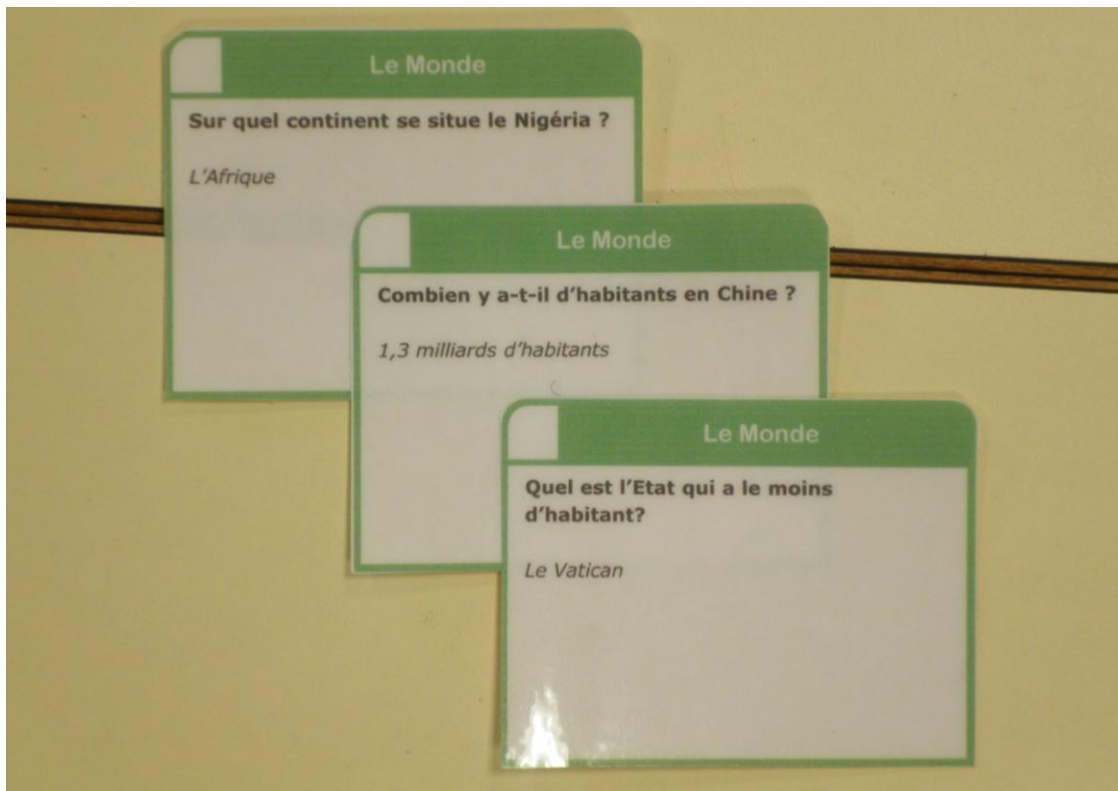 Le Monde
Sur quel continent se situe le Nigéria ?
L'Afrique
Le Monde
Combien y a-t-il d'habitants en Chine ?
1,3 milliards d'habitants
Le Monde
Quel est l'Etat qui a le moins
d'habitant?
Le Vatican